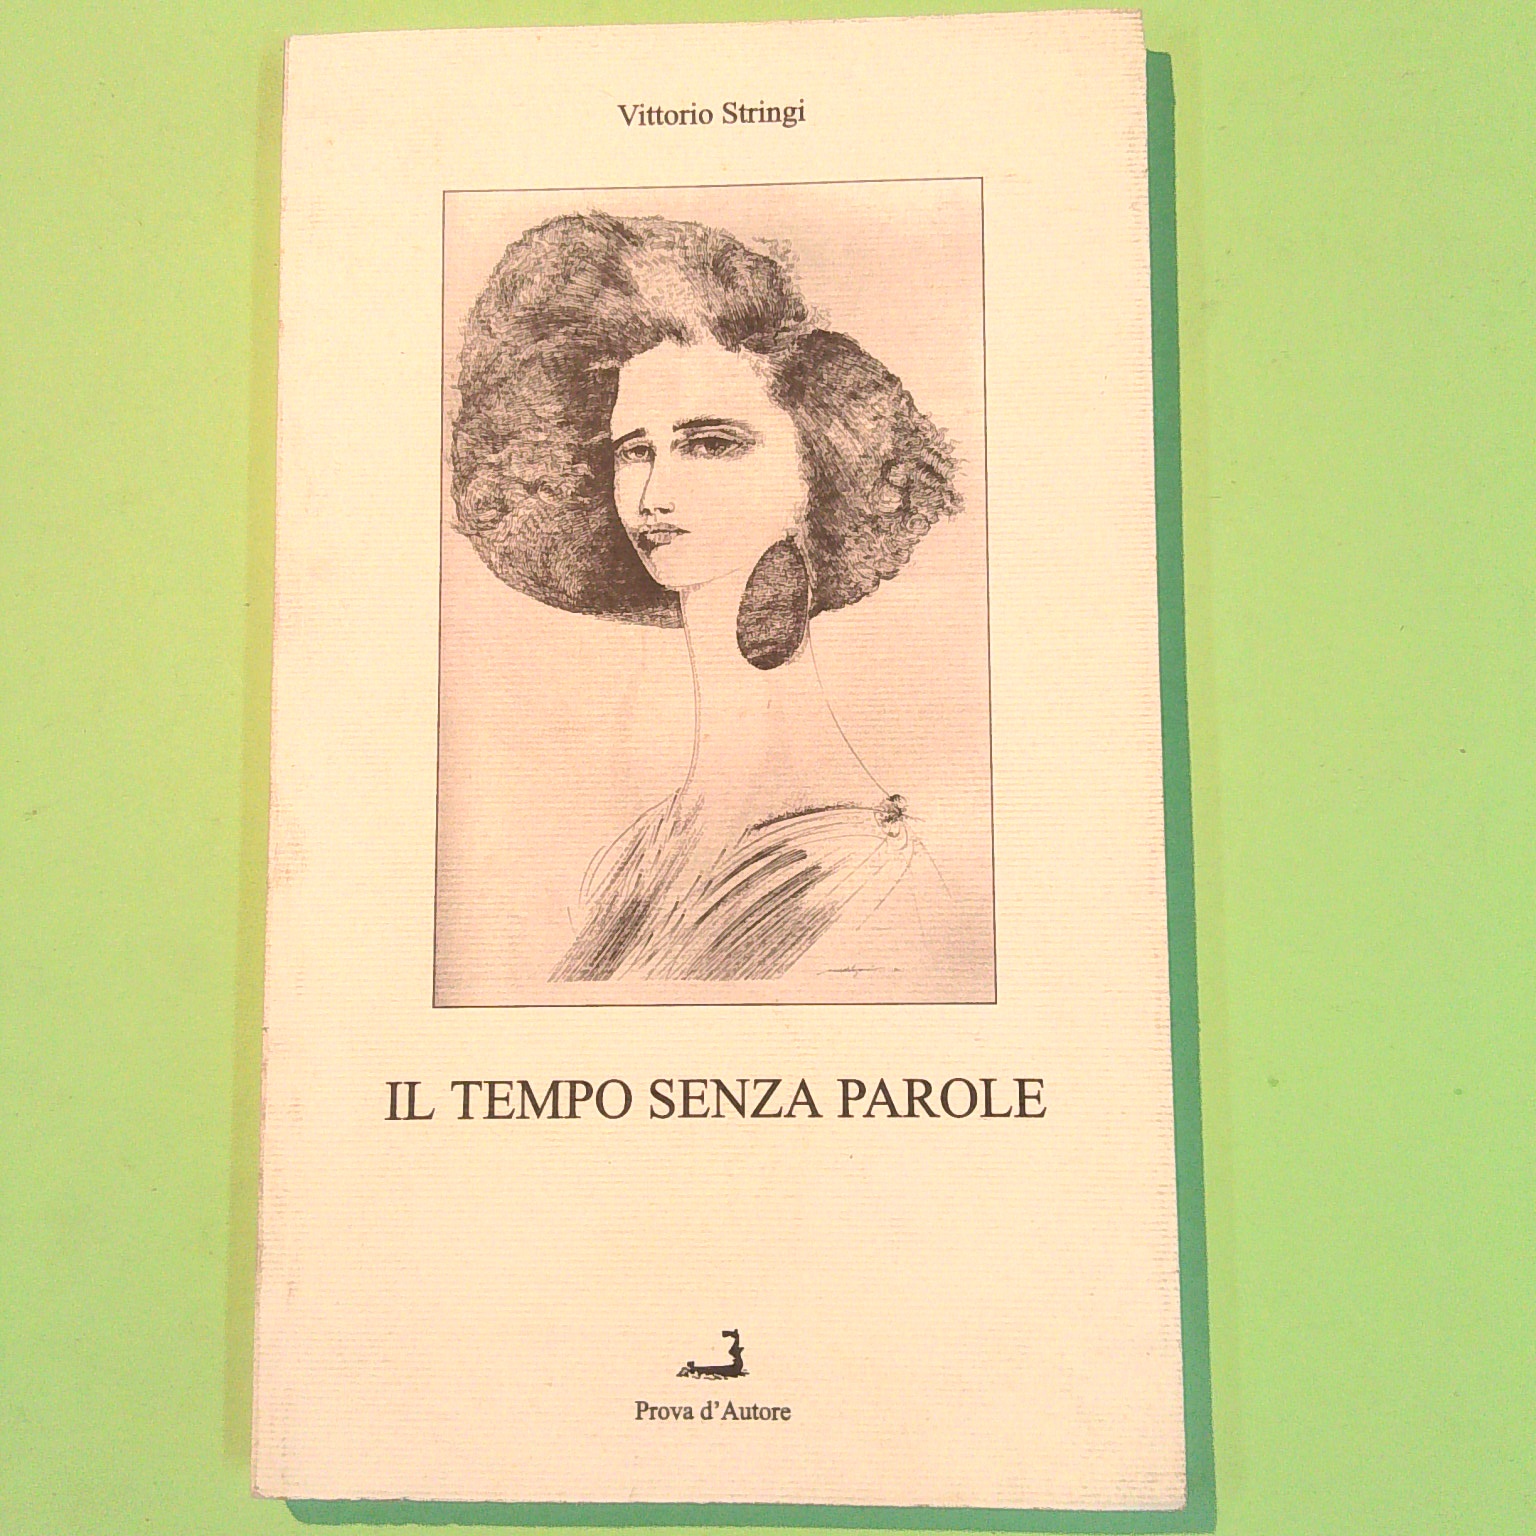 Vittorio Stringi
IL TEMPO SENZA PAROLE
Prova d'Autore